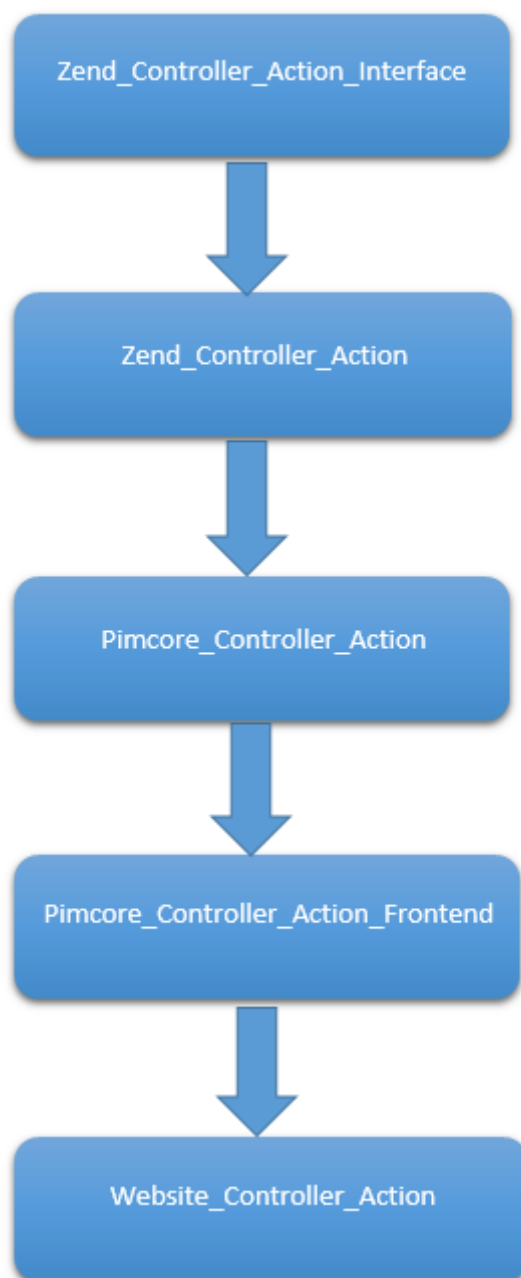 Zend_Controller_Action_Interface
Zend_Controller_Action
Pimcore_Controller_Action
Pimcore_Controller_Action_Frontend
Website_Controller_Action